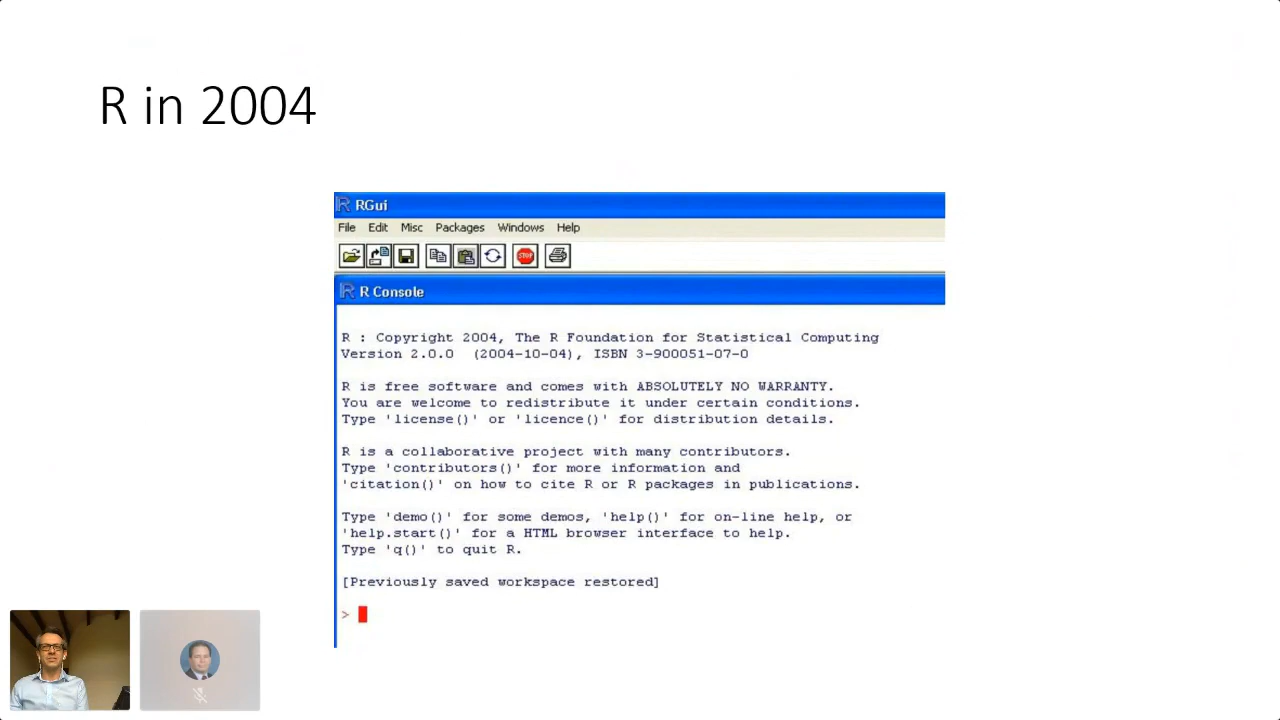 R in 2004
RGui
File Edit Misc Packages Windows Help
STOP
R Console
R : Copyright 2004, The R Foundation for Statistical Computing
Version 2.0.0  (2004-10-04), ISBN 3-900051-07-0
R is free software and comes with ABSOLUTELY NO WARRANTY.
You are welcome to redistribute it under certain conditions.
Type 'license()' or 'licence()' for distribution details.
R is a collaborative project with many contributors.
Type 'contributors()' for more information and
'citation()' on how to cite R or R packages in publications.
Type 'demo()' for some demos, 'help()' for on-line help, or
'help.start()' for a HTML browser interface to help.
Type 'q()' to quit R.
[Previously saved workspace restored]
>